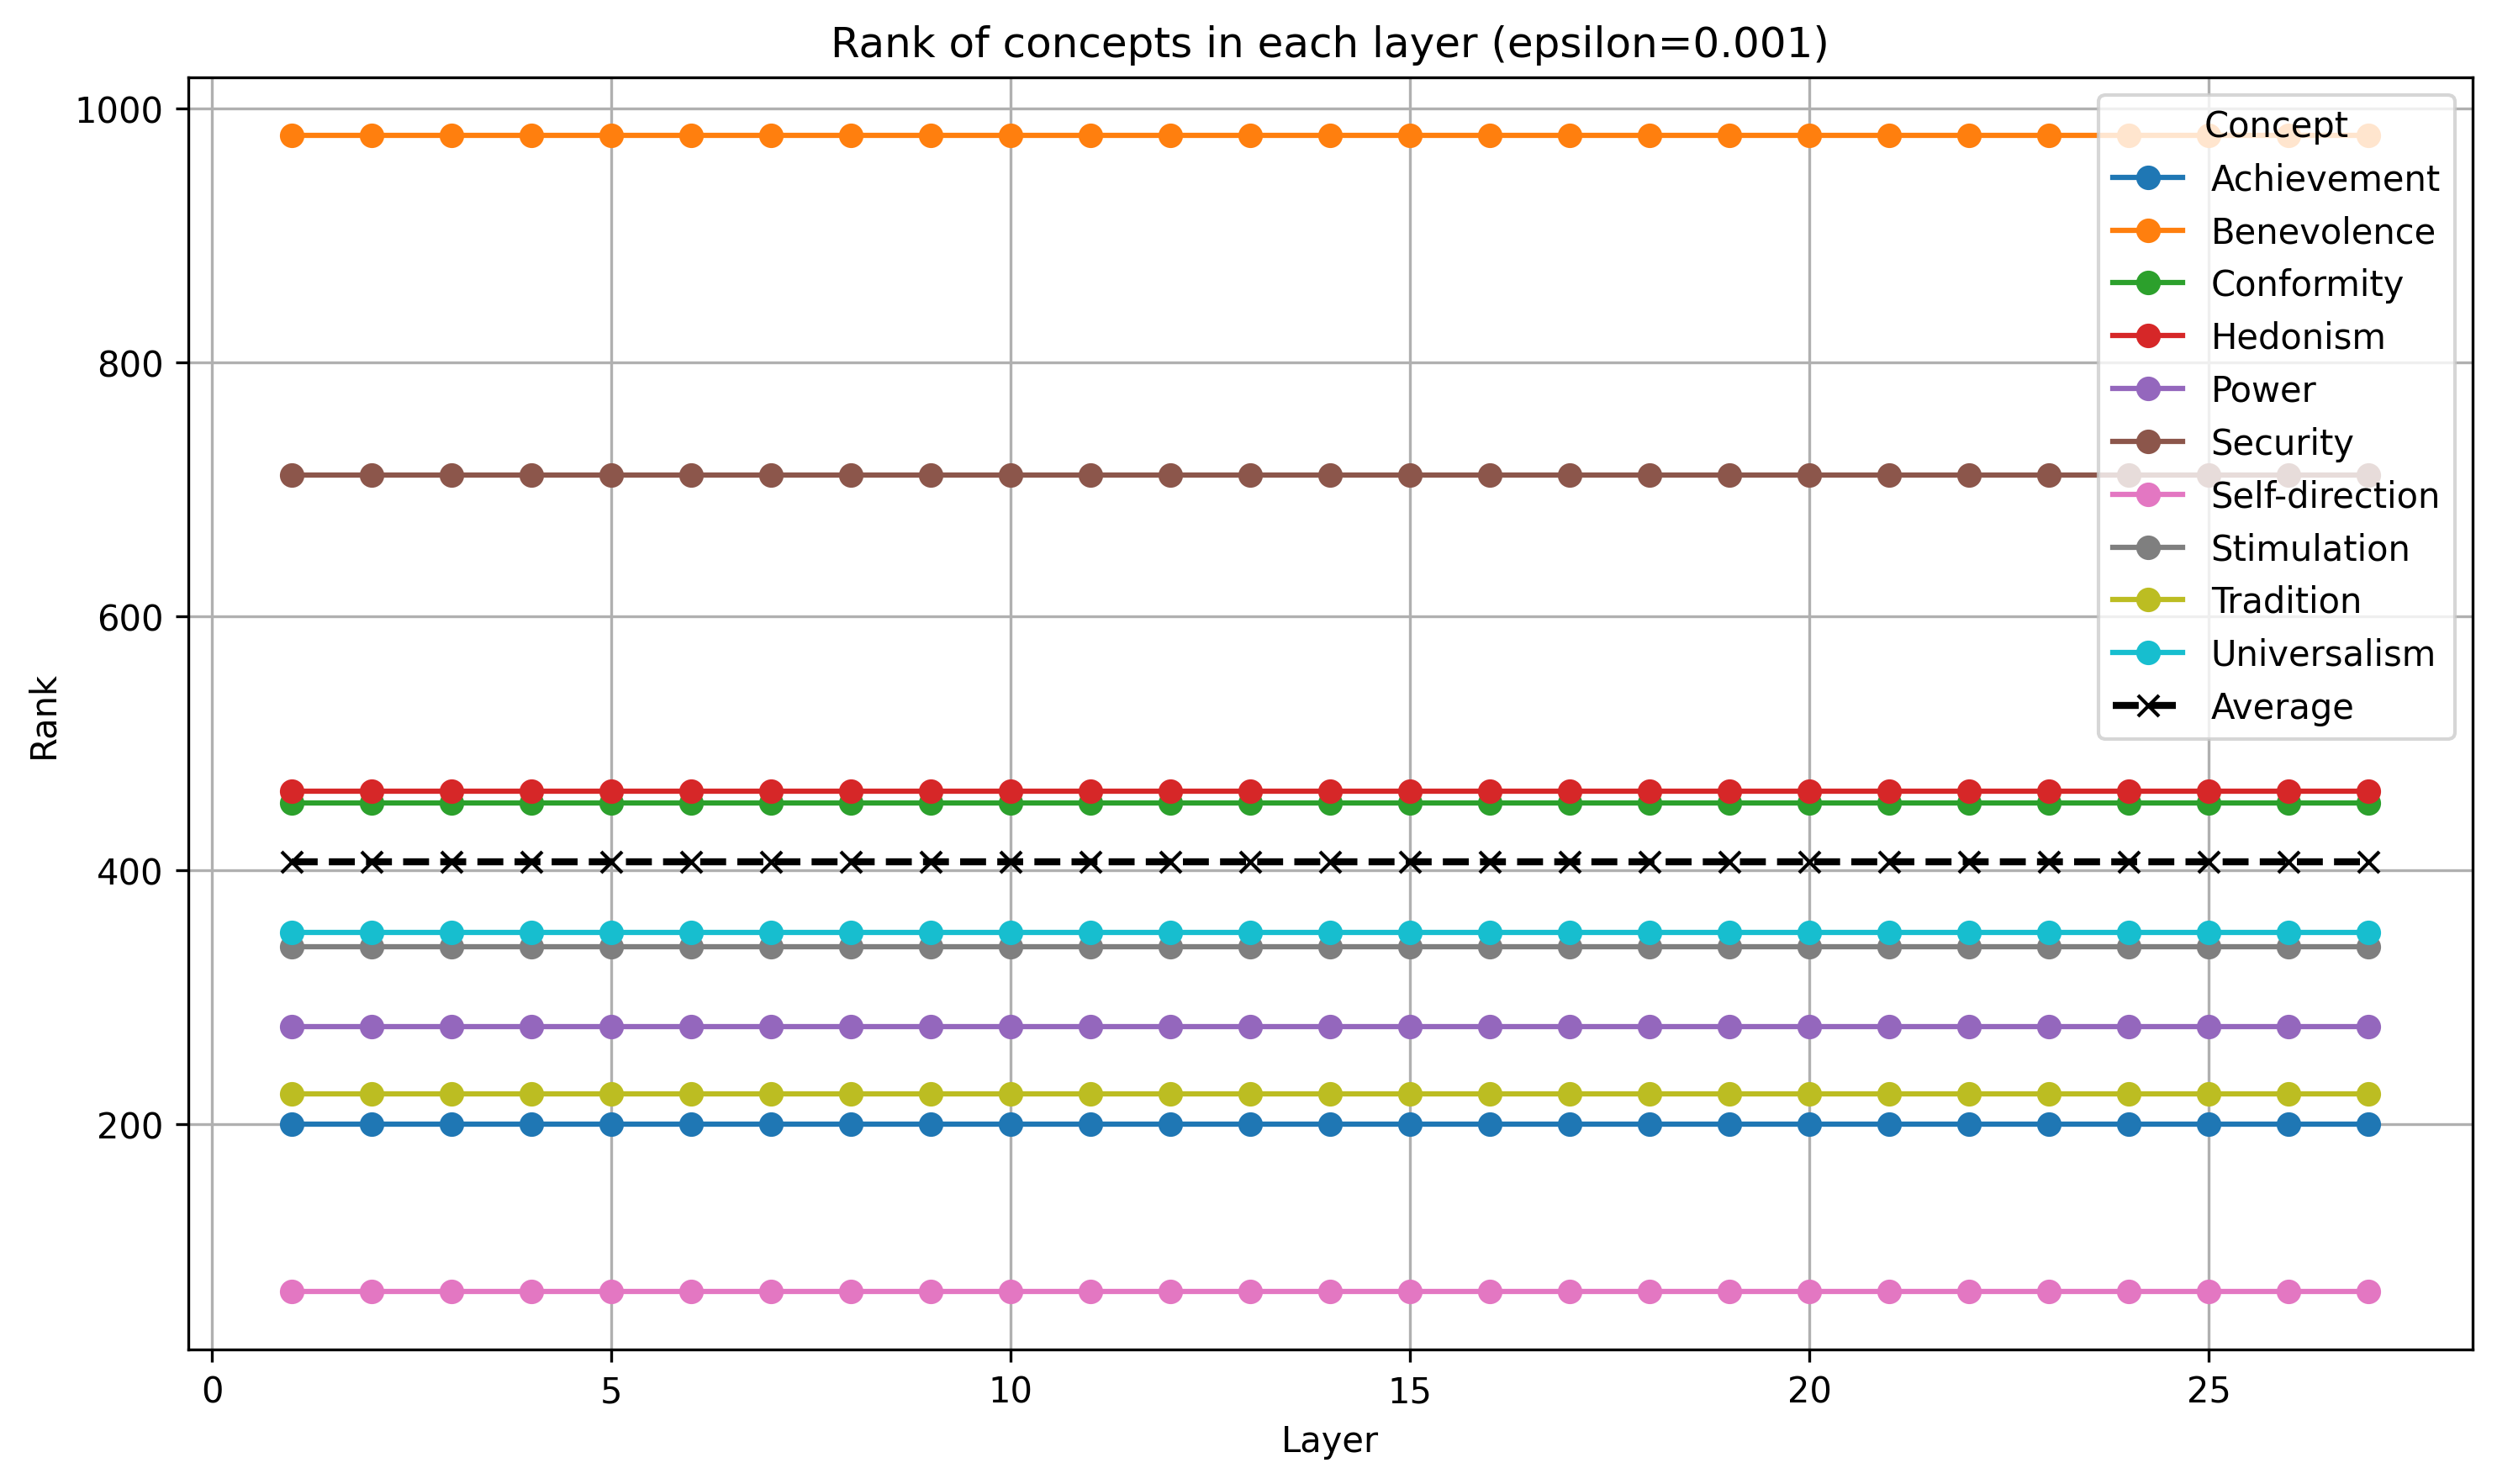 Rank of concepts in each layer (epsilon=0.001)
1000
800
600
400
200
Rank
0
5
10
15
20
25
Layer
Concept
Achievement
Benevolence
Conformity
Hedonism
Power
Security
Self-direction
Stimulation
Tradition
Universalism
Average